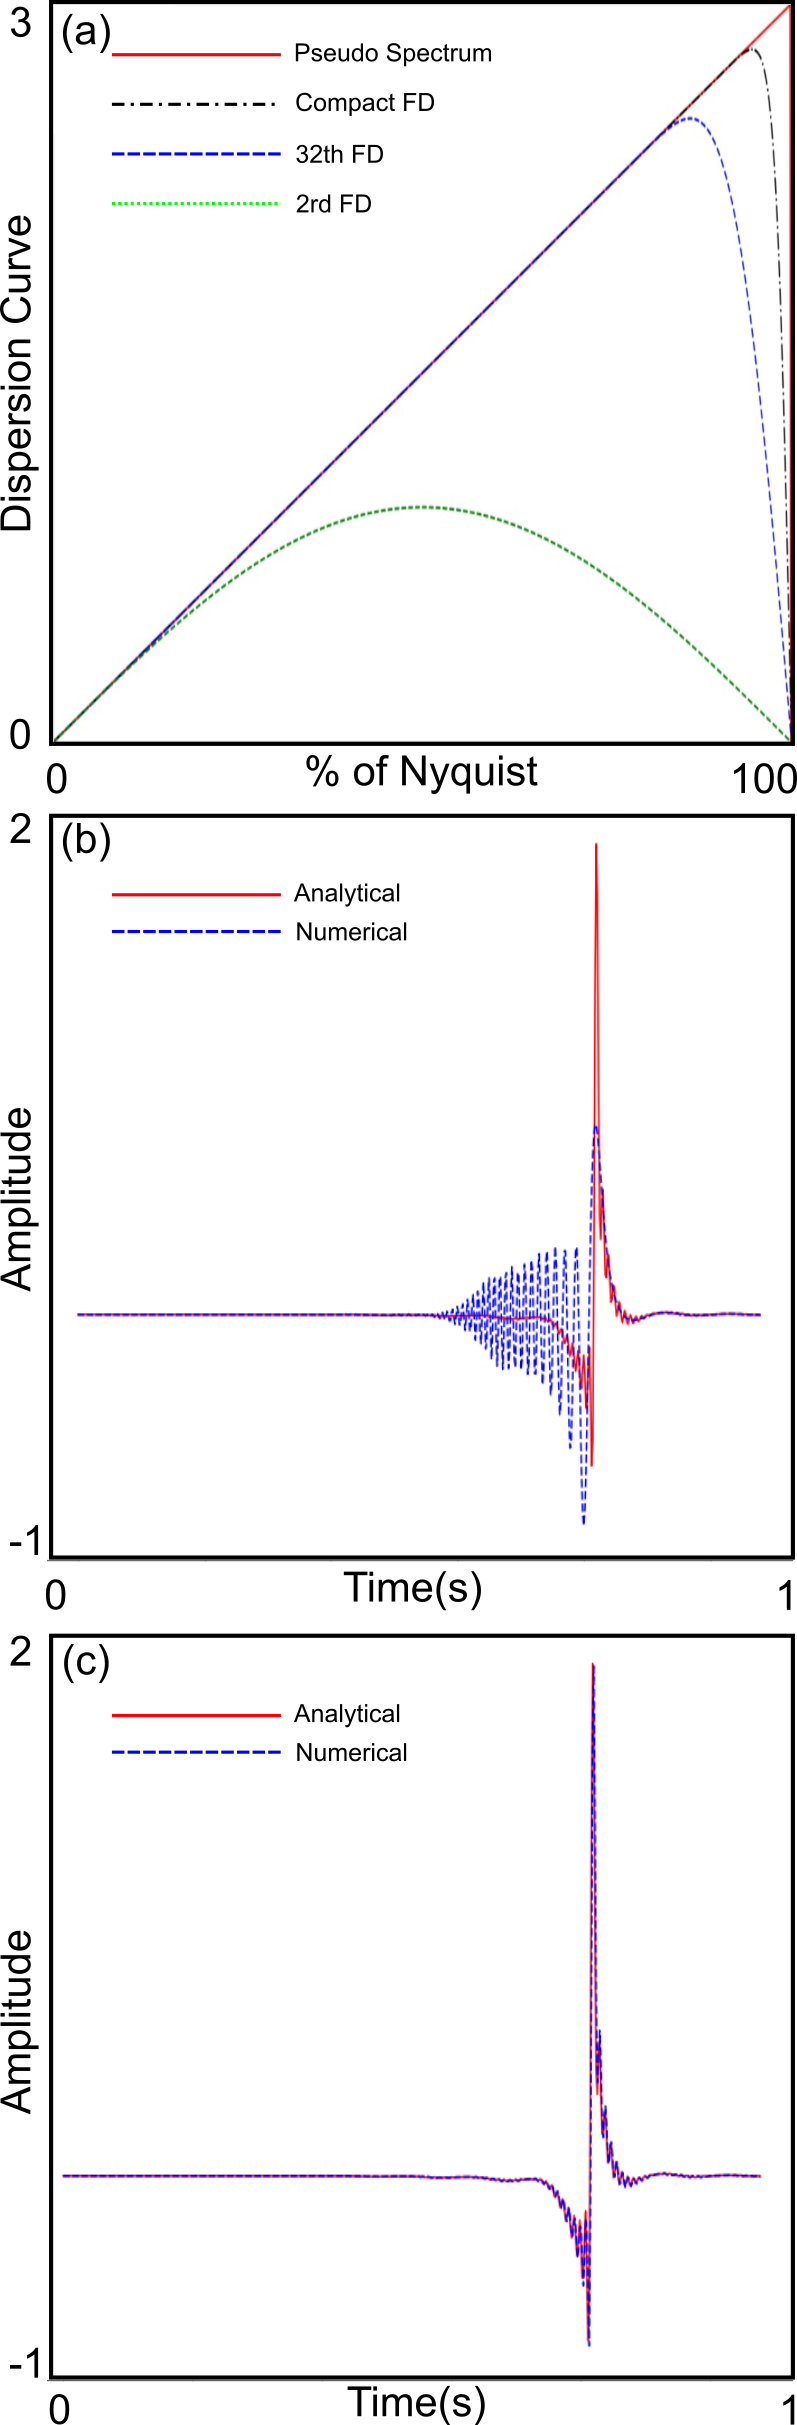 3
(a)
Pseudo Spectrum
Compact FD
32th FD
2rd FD
Dispersion Curve
0
0
% of Nyquist
100
2
(b)
Analytical
Numerical
Amplitude
-1
0
Time(s)
1
2
(c)
Analytical
Numerical
Amplitude
-1
0
Time(s)
1